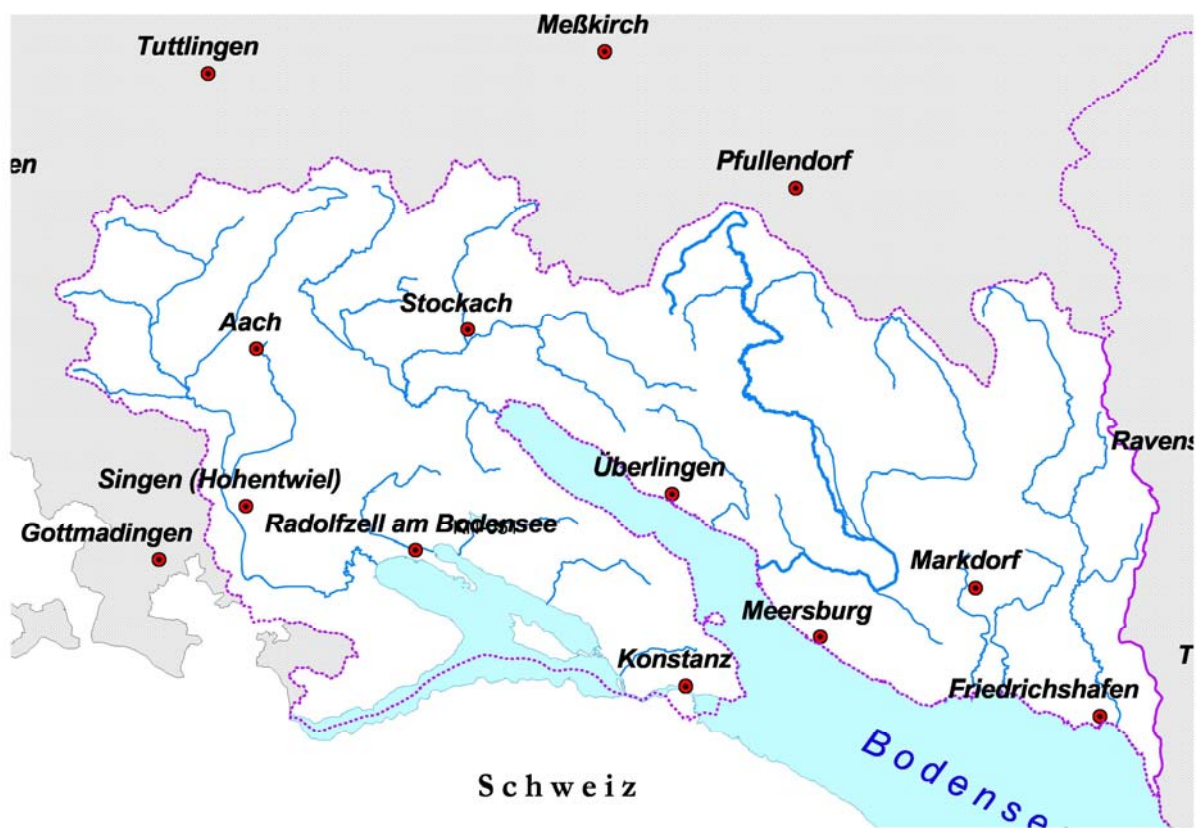 Meßkirch
Tuttlingen
Pfullendorf
en
Stockach
Aach
Ravens
Überlingen
Singen (Hohentwiel)
Radolfzell am Bodensee
Gottmadingen
Markdorf
Meersburg
Konstanz
T
Friedrichshafen
Bodense
Schweiz